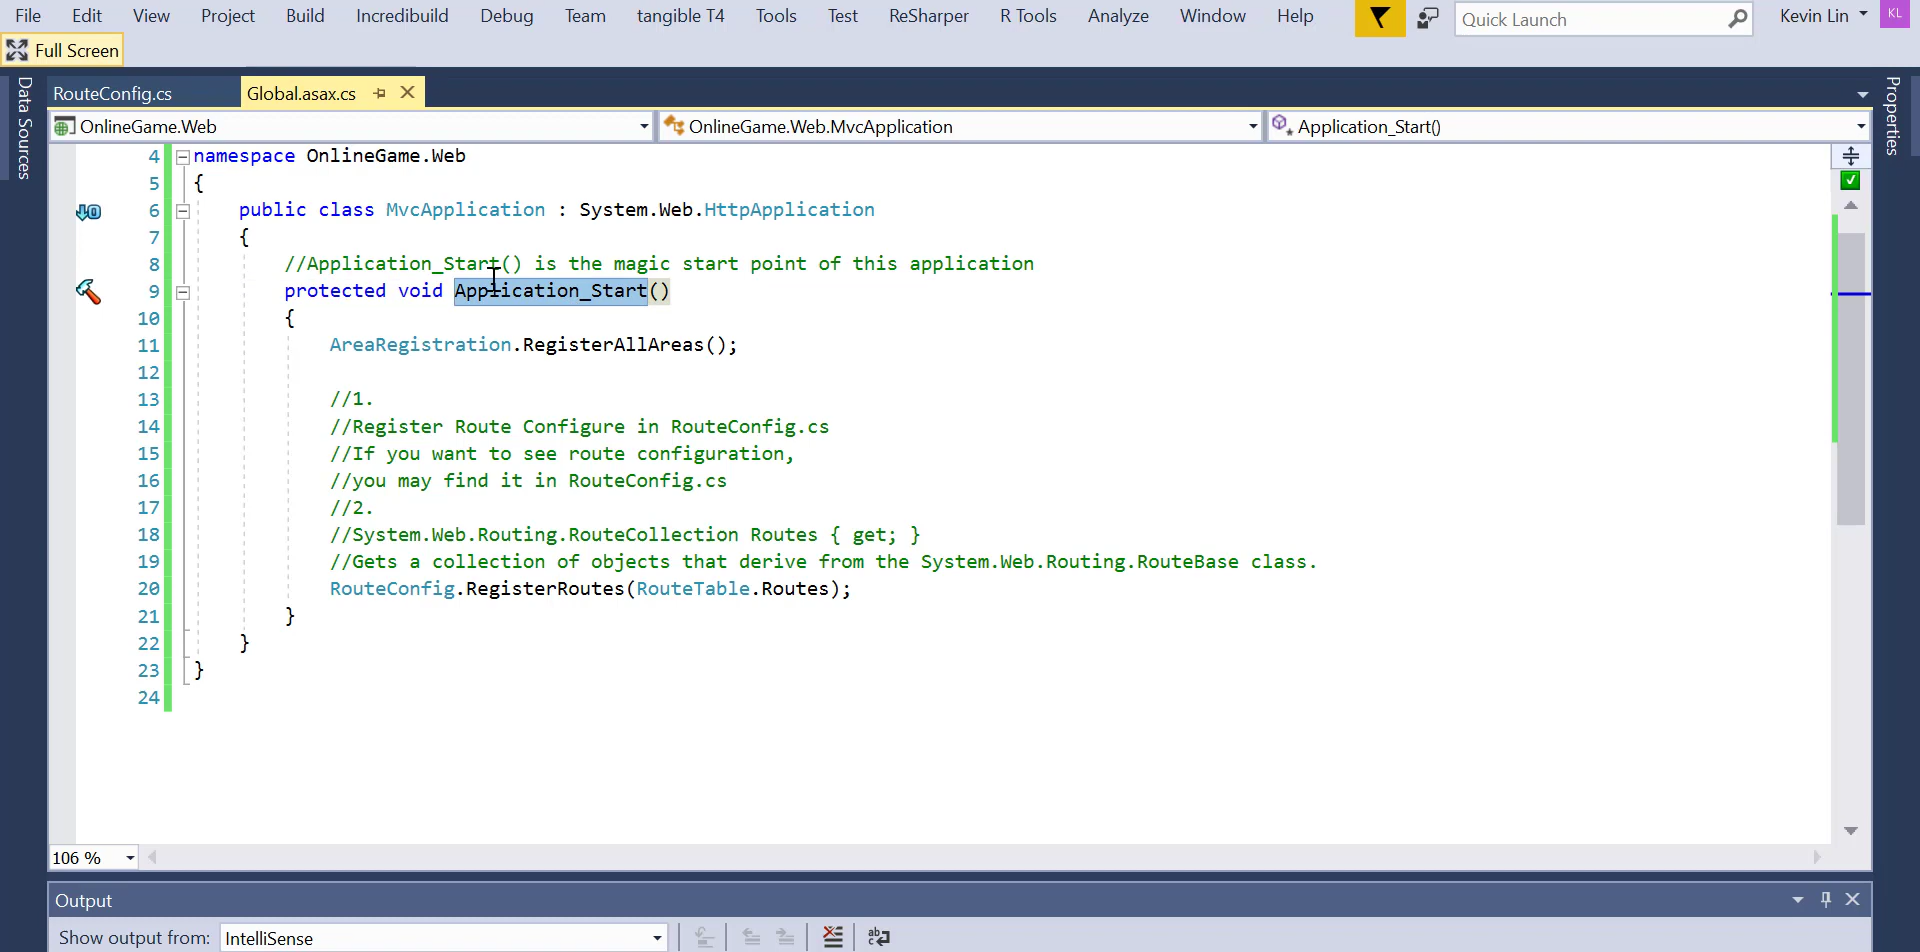 File Edit View Project Build Incredibuild Debug Team tangible T4 Tools Test ReSharper R Tools Analyze Window Help Quick Launch Kevin Lin KL
Full Screen
Data Sources
RouteConfig.cs Global.asax.cs
Properties
OnlineGame.Web OnlineGame.Web.MvcApplication Application_Start()
4 namespace OnlineGame.Web
5 {
6 public class MvcApplication : System.Web.HttpApplication
7 {
8 //Application_Start() is the magic start point of this application
9 protected void Application_Start()
10 {
11 AreaRegistration.RegisterAllAreas();
12
13 //1.
14 //Register Route Configure in RouteConfig.cs
15 //If you want to see route configuration,
16 //you may find it in RouteConfig.cs
17 //2.
18 //System.Web.Routing.RouteCollection Routes { get; }
19 //Gets a collection of objects that derive from the System.Web.Routing.RouteBase class.
20 RouteConfig.RegisterRoutes(RouteTable.Routes);
21 }
22 }
23 }
24
106 %
Output
Show output from: IntelliSense